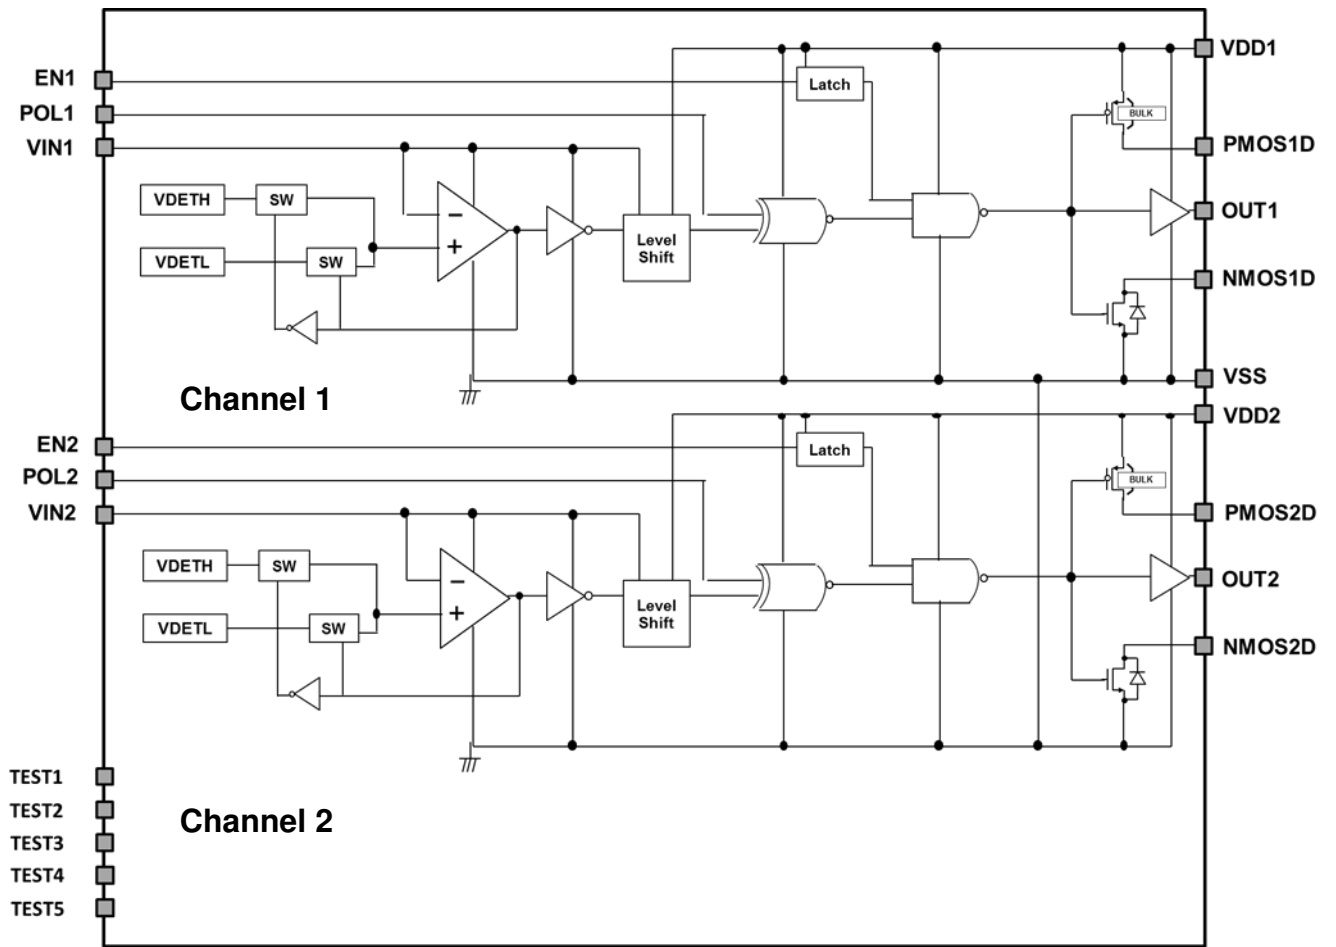 VDD1
EN1
Latch
POL1
BULK
VIN1
PMOS1D
VDETH
SW
−
OUT1
Level
Shift
+
VDETL
SW
NMOS1D
VSS
Channel 1
VDD2
EN2
Latch
POL2
BULK
VIN2
PMOS2D
VDETH
SW
−
OUT2
Level
Shift
+
VDETL
SW
NMOS2D
TEST1
TEST2
Channel 2
TEST3
TEST4
TEST5